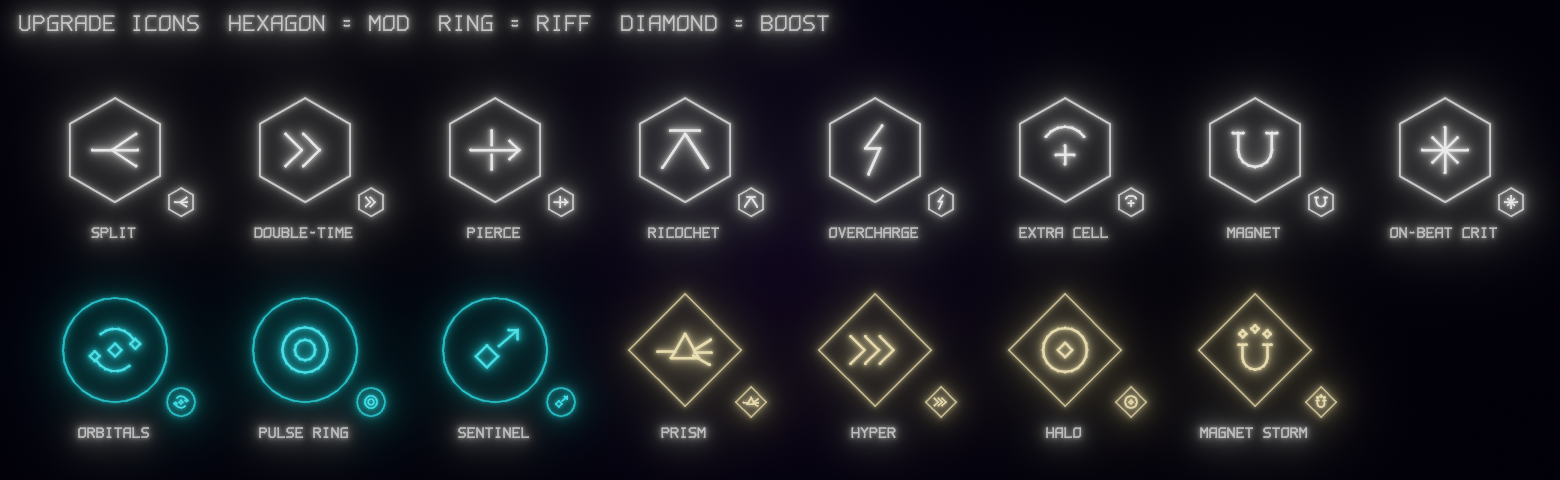 UPGRADE ICONS HEXAGON = MOD RING = RIFF DIAMOND = BOOST
SPLIT DOUBLE-TIME PIERCE RICOCHET OVERCHARGE EXTRA CELL MAGNET ON-BEAT CRIT
ORBITALS PULSE RING SENTINEL PRISM HYPER HALO MAGNET STORM